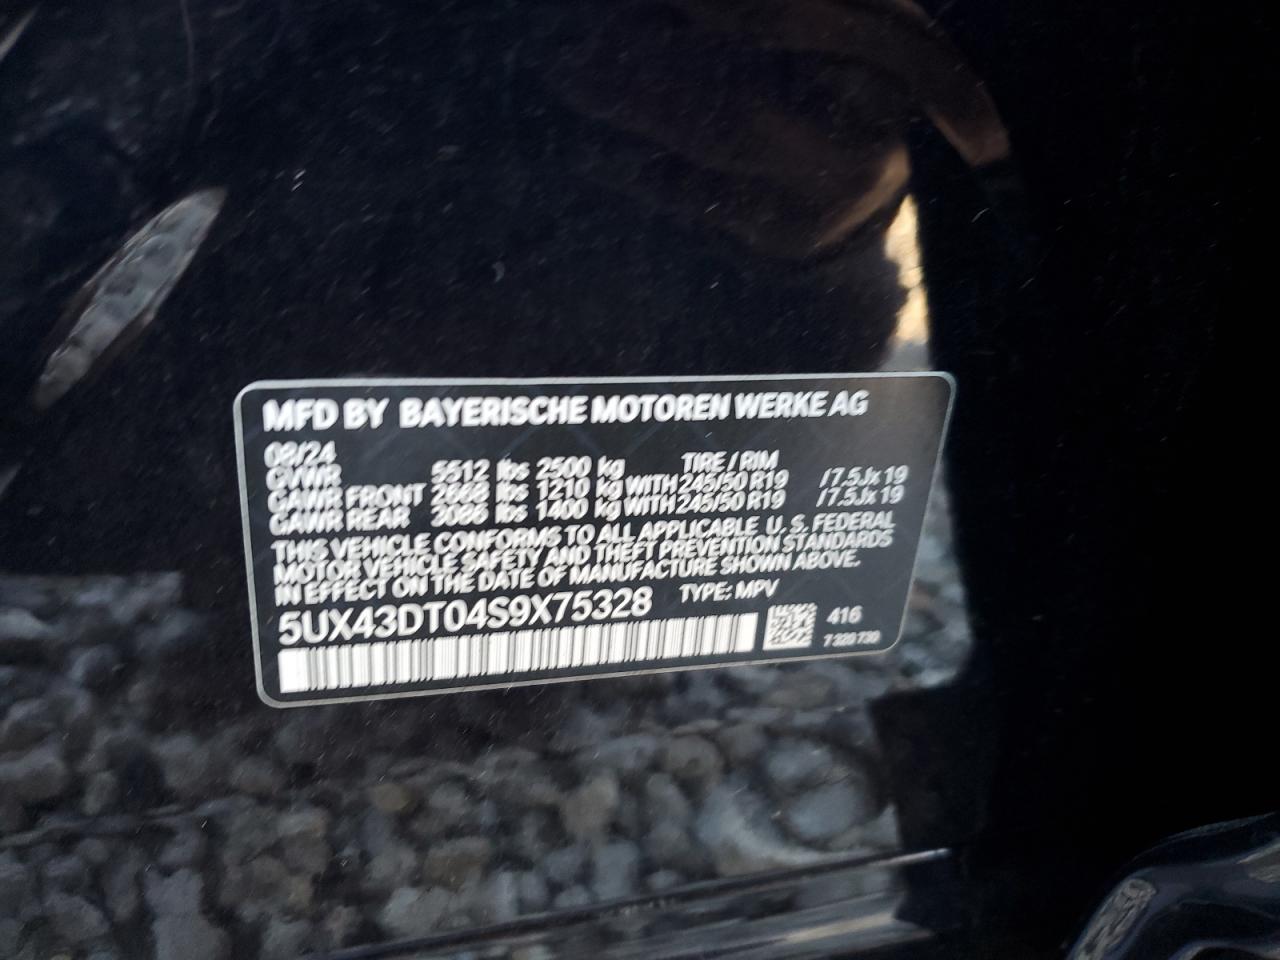 MFD BY BAYERISCHE MOTOREN WERKE AG
08/24
GVWR 5512 lbs 2500 kg TIRE / RIM
GAWR FRONT 2668 lbs 1210 kg WITH 245/50 R19 /7.5Jx19
GAWR REAR 3086 lbs 1400 kg WITH 245/50 R19 /7.5Jx19
THIS VEHICLE CONFORMS TO ALL APPLICABLE U. S. FEDERAL
MOTOR VEHICLE SAFETY AND THEFT PREVENTION STANDARDS
IN EFFECT ON THE DATE OF MANUFACTURE SHOWN ABOVE.
5UX43DT04S9X75328 TYPE: MPV
416
7 320 730